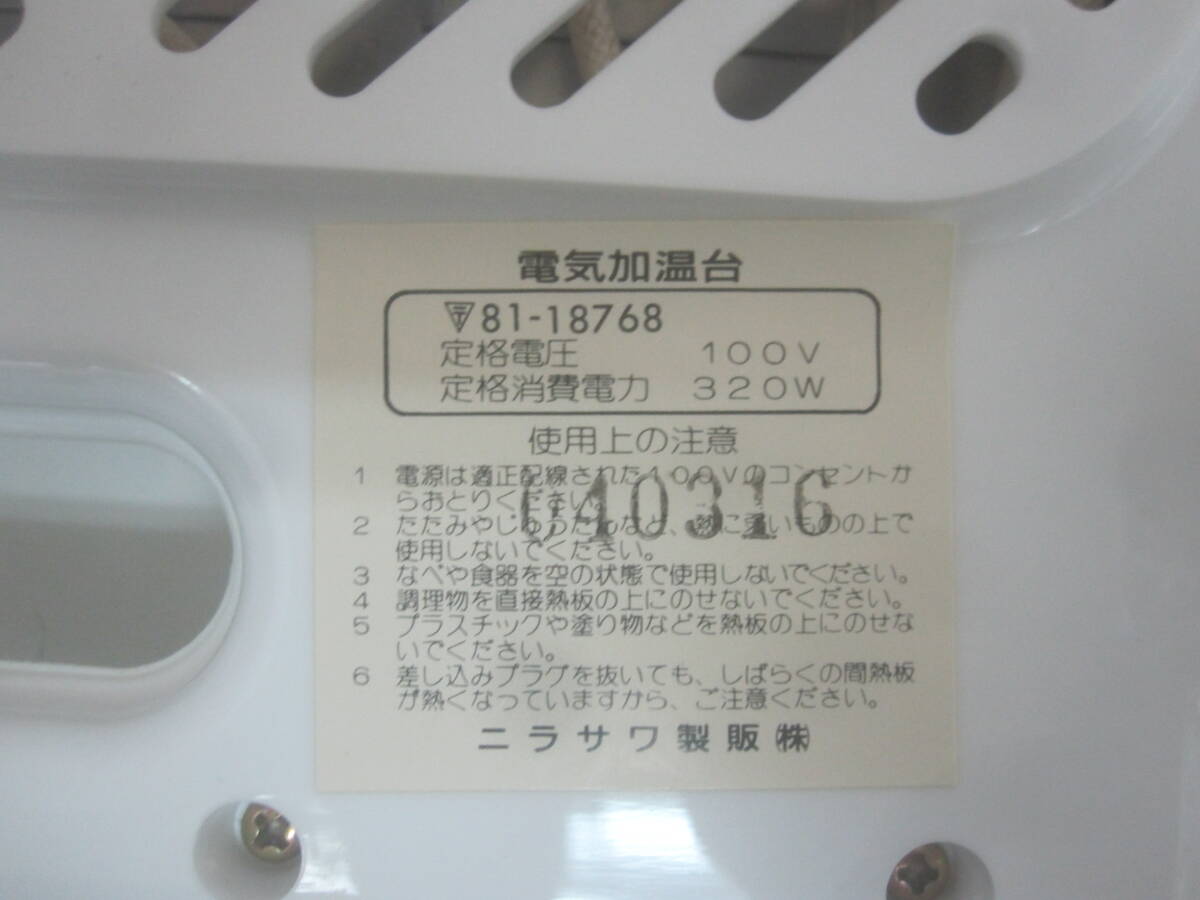 電気加温台
〒81-18768
定格電圧 100V
定格消費電力 320W
使用上の注意
1 電源は適正配線された100Vのコンセントか
らおとりください。
040316
2 たたみやじゅうたんなど、熱に弱いものの上で
使用しないでください。
3 なべや食器を空の状態で使用しないでください。
4 調理物を直接熱板の上にのせないでください。
5 プラスチックや塗り物などを熱板の上にのせな
いでください。
6 差し込みプラグを抜いても、しばらくの間熱板
が熱くなっていますから、ご注意ください。
ニラサワ製販㈱